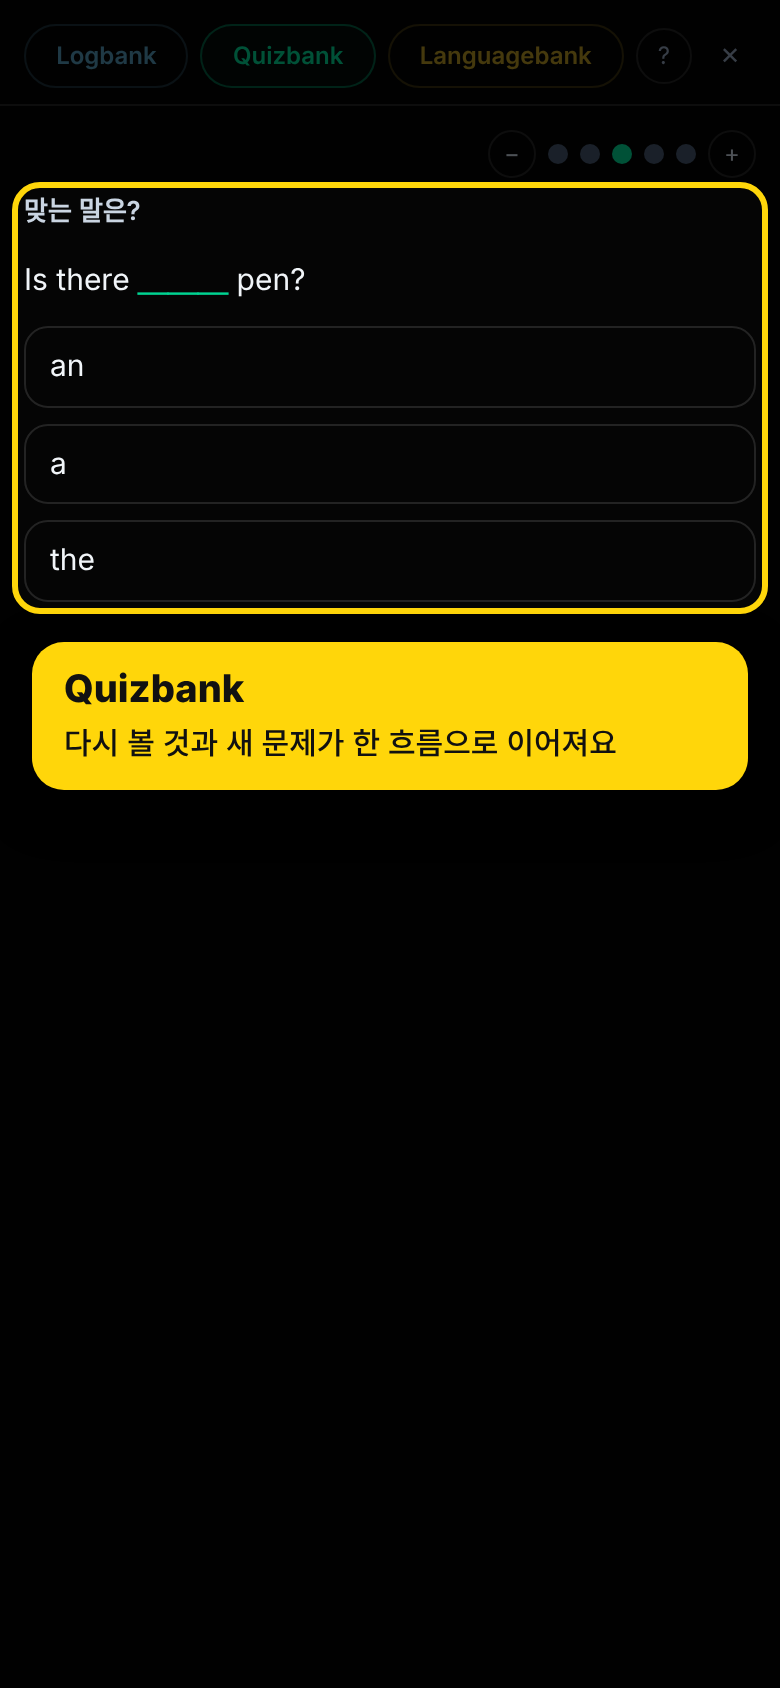 Logbank Quizbank Languagebank ? ×
− +
맞는 말은?
Is there ______ pen?
an
a
the
Quizbank
다시 볼 것과 새 문제가 한 흐름으로 이어져요